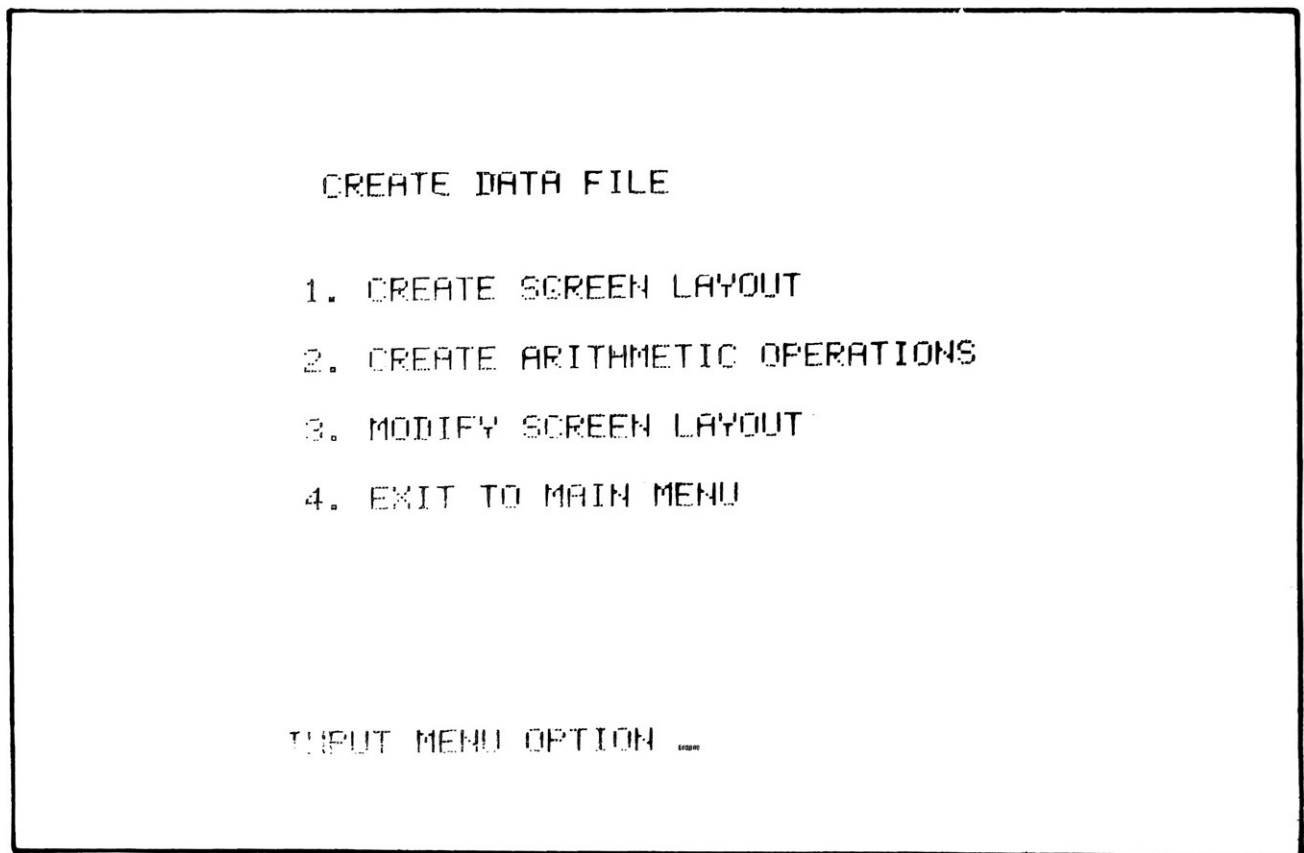 CREATE DATA FILE
1. CREATE SCREEN LAYOUT
2. CREATE ARITHMETIC OPERATIONS
3. MODIFY SCREEN LAYOUT
4. EXIT TO MAIN MENU
INPUT MENU OPTION _